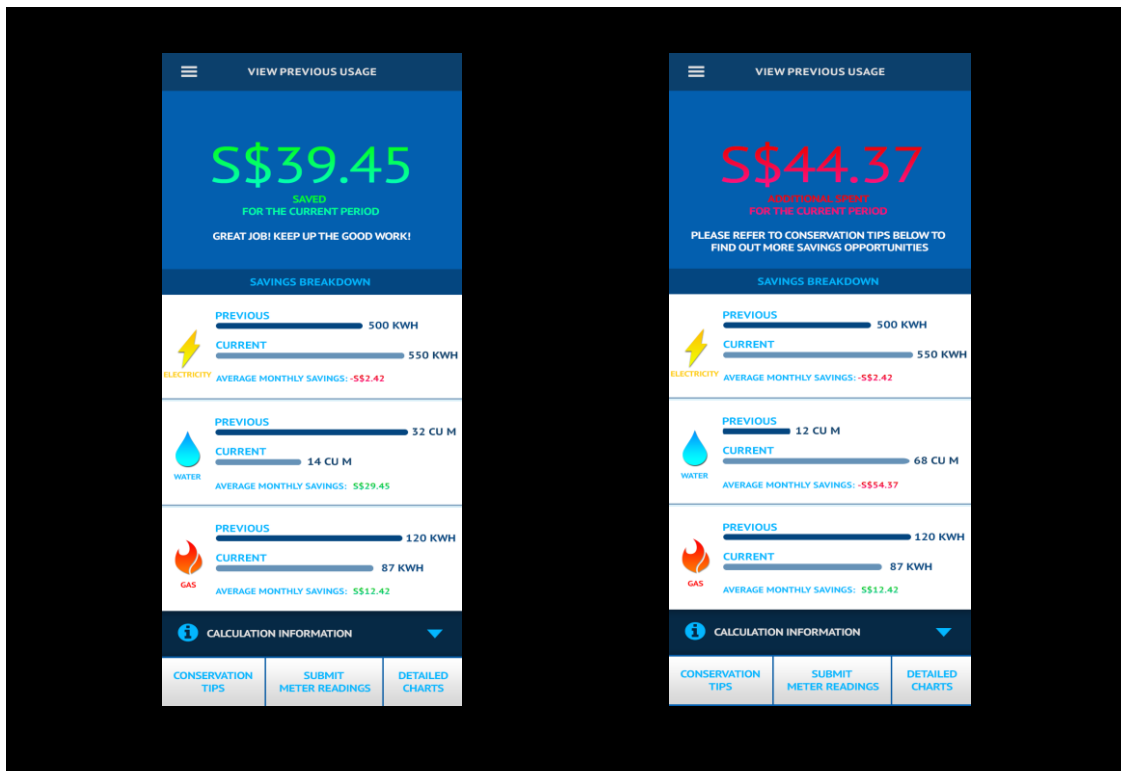 VIEW PREVIOUS USAGE
S$39.45
SAVED
FOR THE CURRENT PERIOD
GREAT JOB! KEEP UP THE GOOD WORK!
SAVINGS BREAKDOWN
PREVIOUS
500 KWH
CURRENT
550 KWH
ELECTRICITY
AVERAGE MONTHLY SAVINGS: -S$2.42
PREVIOUS
32 CU M
CURRENT
14 CU M
WATER
AVERAGE MONTHLY SAVINGS: S$29.45
PREVIOUS
120 KWH
CURRENT
87 KWH
GAS
AVERAGE MONTHLY SAVINGS: S$12.42
CALCULATION INFORMATION
CONSERVATION
TIPS
SUBMIT
METER READINGS
DETAILED
CHARTS
VIEW PREVIOUS USAGE
S$44.37
ADDITIONAL SPENT
FOR THE CURRENT PERIOD
PLEASE REFER TO CONSERVATION TIPS BELOW TO
FIND OUT MORE SAVINGS OPPORTUNITIES
SAVINGS BREAKDOWN
PREVIOUS
500 KWH
CURRENT
550 KWH
ELECTRICITY
AVERAGE MONTHLY SAVINGS: -S$2.42
PREVIOUS
12 CU M
CURRENT
68 CU M
WATER
AVERAGE MONTHLY SAVINGS: -S$54.37
PREVIOUS
120 KWH
CURRENT
87 KWH
GAS
AVERAGE MONTHLY SAVINGS: S$12.42
CALCULATION INFORMATION
CONSERVATION
TIPS
SUBMIT
METER READINGS
DETAILED
CHARTS